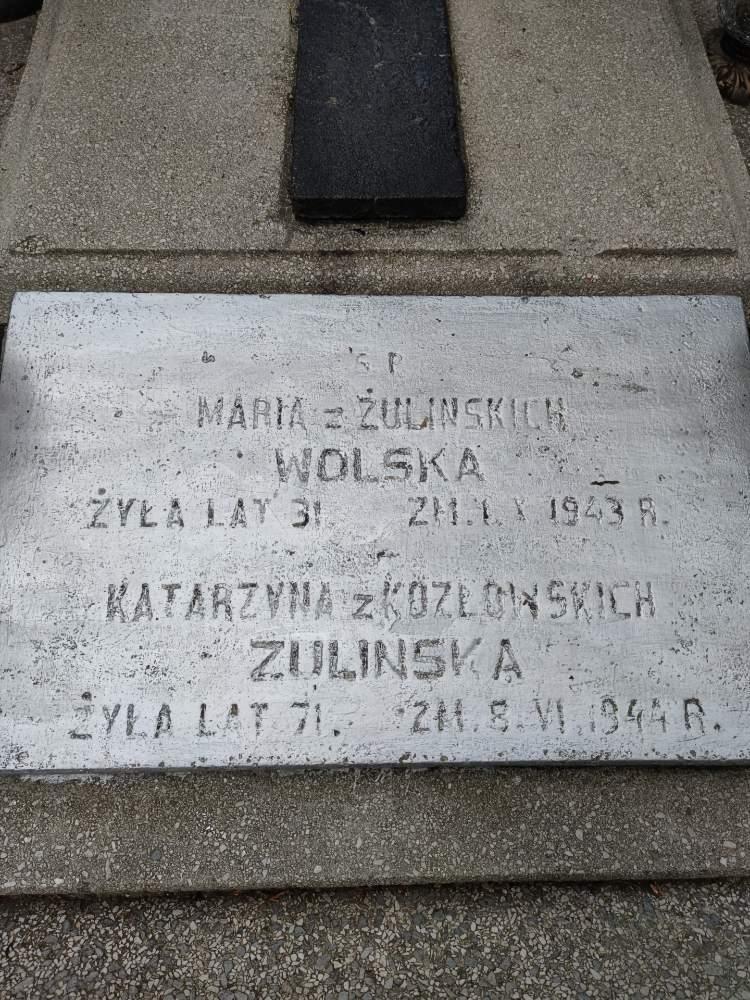 Ś P
MARIA z ŻULINSKICH
WOLSKA
ŻYŁA LAT 31. ZM. 1. X 1943 R.
KATARZYNA z KOZŁOWSKICH
ZULINSKA
ŻYŁA LAT 71. ZM. 8. VI. 1944 R.